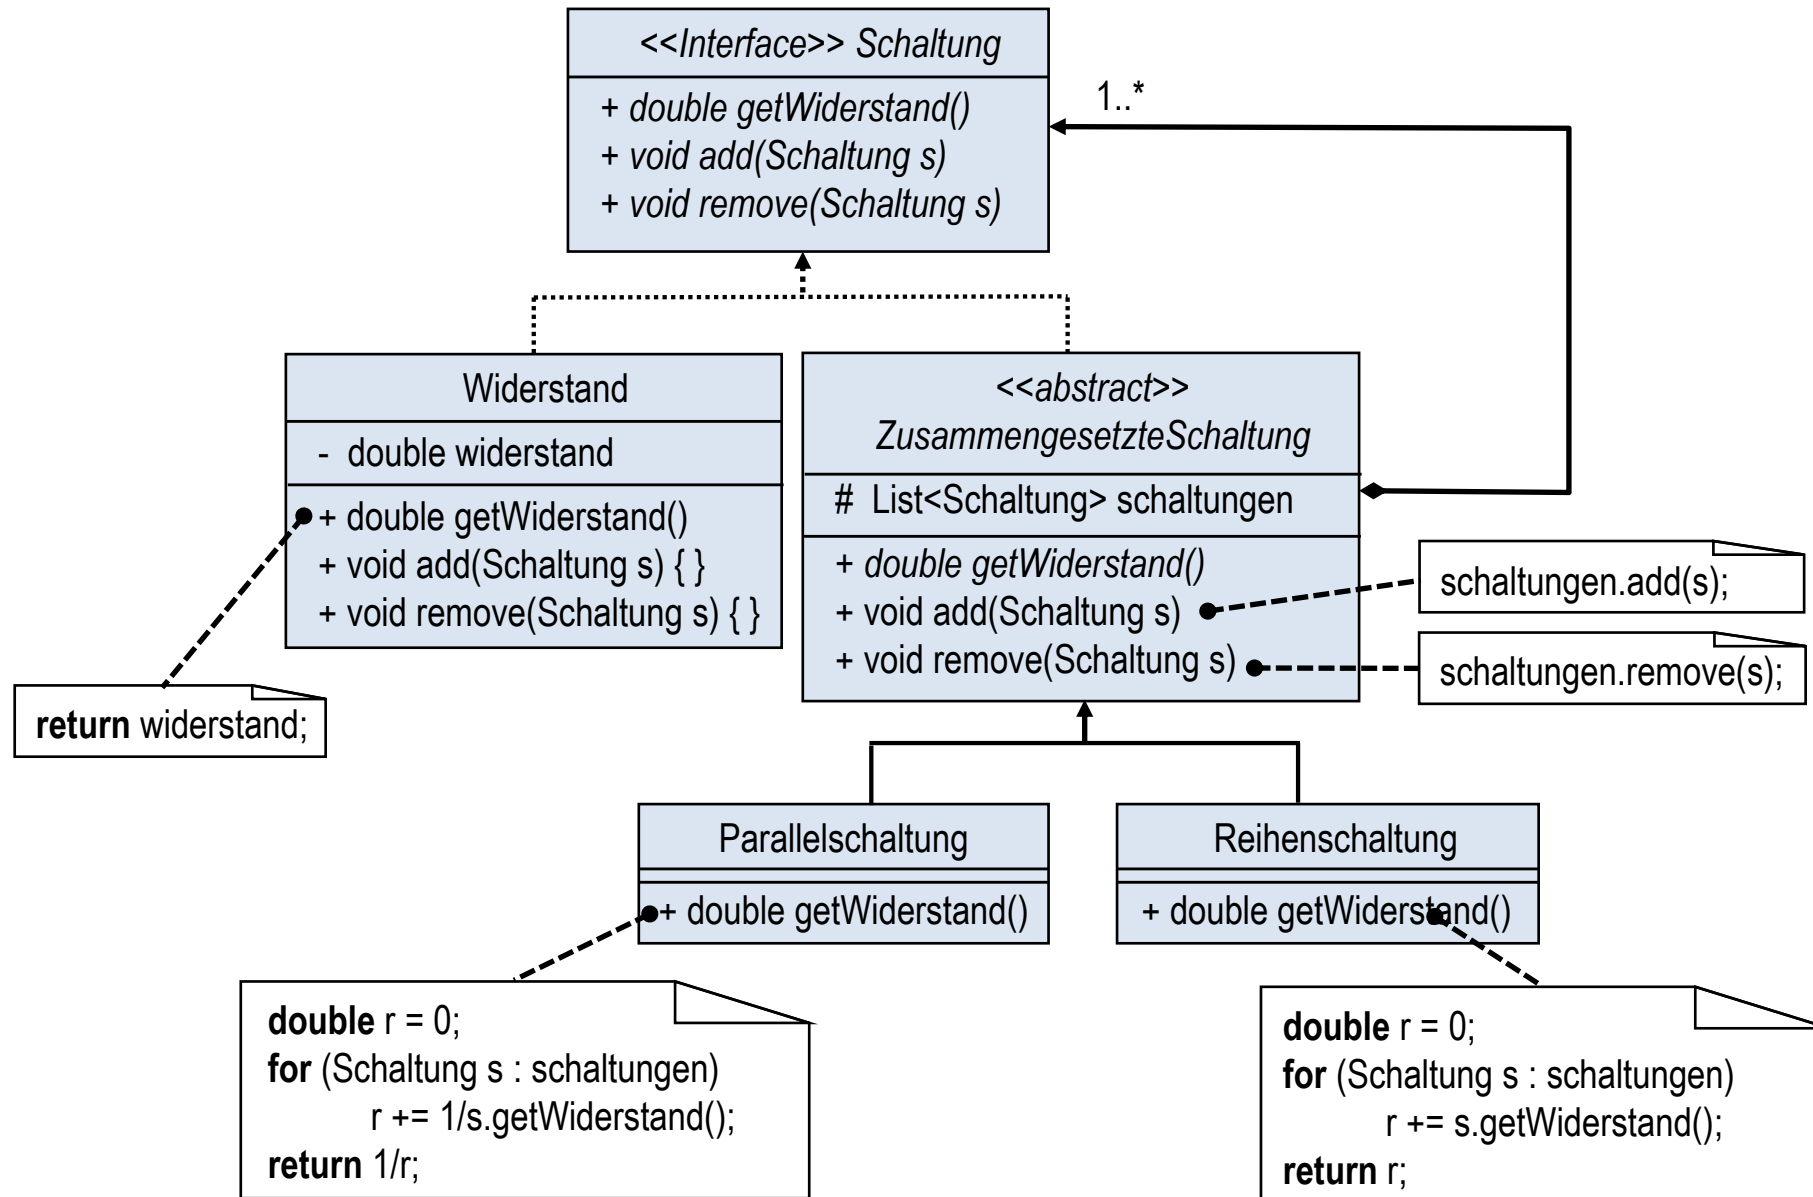 <<Interface>> Schaltung
+ double getWiderstand()
+ void add(Schaltung s)
+ void remove(Schaltung s)
1..*
Widerstand
- double widerstand
+ double getWiderstand()
+ void add(Schaltung s) { }
+ void remove(Schaltung s) { }
return widerstand;
<<abstract>>
ZusammengesetzteSchaltung
# List<Schaltung> schaltungen
+ double getWiderstand()
+ void add(Schaltung s)
+ void remove(Schaltung s)
schaltungen.add(s);
schaltungen.remove(s);
Parallelschaltung
+ double getWiderstand()
Reihenschaltung
+ double getWiderstand()
double r = 0;
for (Schaltung s : schaltungen)
r += 1/s.getWiderstand();
return 1/r;
double r = 0;
for (Schaltung s : schaltungen)
r += s.getWiderstand();
return r;